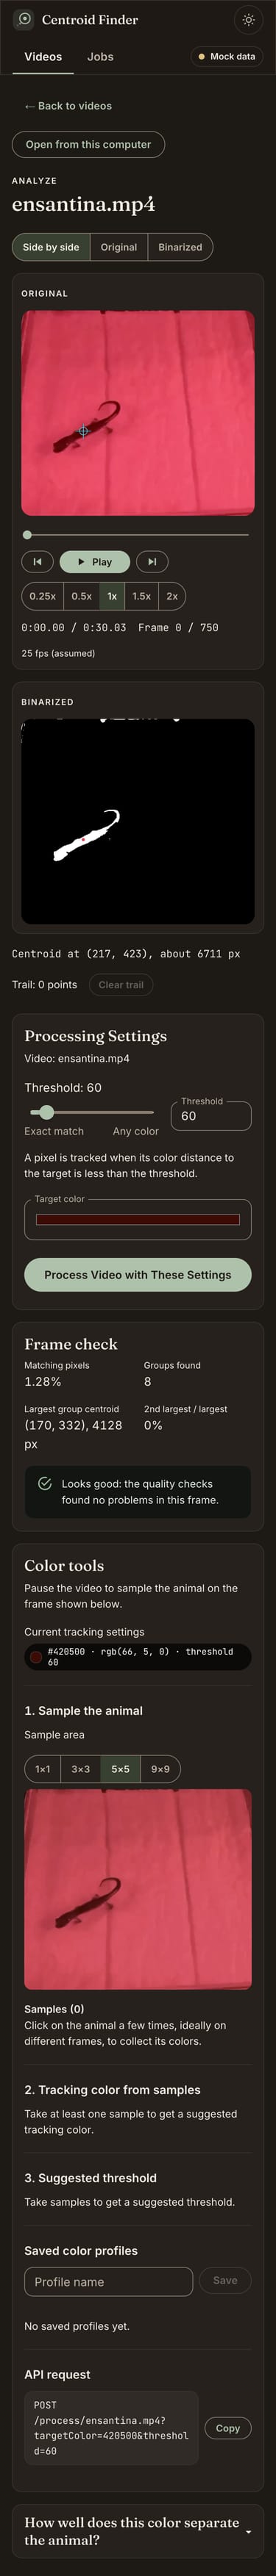 Centroid Finder
Videos
Jobs
Mock data
← Back to videos
Open from this computer
ANALYZE
ensantina.mp4
Side by side
Original
Binarized
ORIGINAL
Play
0.25x
0.5x
1x
1.5x
2x
0:00.00 / 0:30.03 Frame 0 / 750
25 fps (assumed)
BINARIZED
Centroid at (217, 423), about 6711 px
Trail: 0 points
Clear trail
Processing Settings
Video: ensantina.mp4
Threshold: 60
Threshold
60
Exact match
Any color
A pixel is tracked when its color distance to
the target is less than the threshold.
Target color
Process Video with These Settings
Frame check
Matching pixels
Groups found
1.28%
8
Largest group centroid
2nd largest / largest
(170, 332), 4128
px
0%
Looks good: the quality checks
found no problems in this frame.
Color tools
Pause the video to sample the animal on the
frame shown below.
Current tracking settings
#420500 · rgb(66, 5, 0) · threshold
60
1. Sample the animal
Sample area
1×1
3×3
5×5
9×9
Samples (0)
Click on the animal a few times, ideally on
different frames, to collect its colors.
2. Tracking color from samples
Take at least one sample to get a suggested
tracking color.
3. Suggested threshold
Take samples to get a suggested threshold.
Saved color profiles
Profile name
Save
No saved profiles yet.
API request
POST
/process/ensantina.mp4?
targetColor=420500&threshol
d=60
Copy
How well does this color separate
the animal?